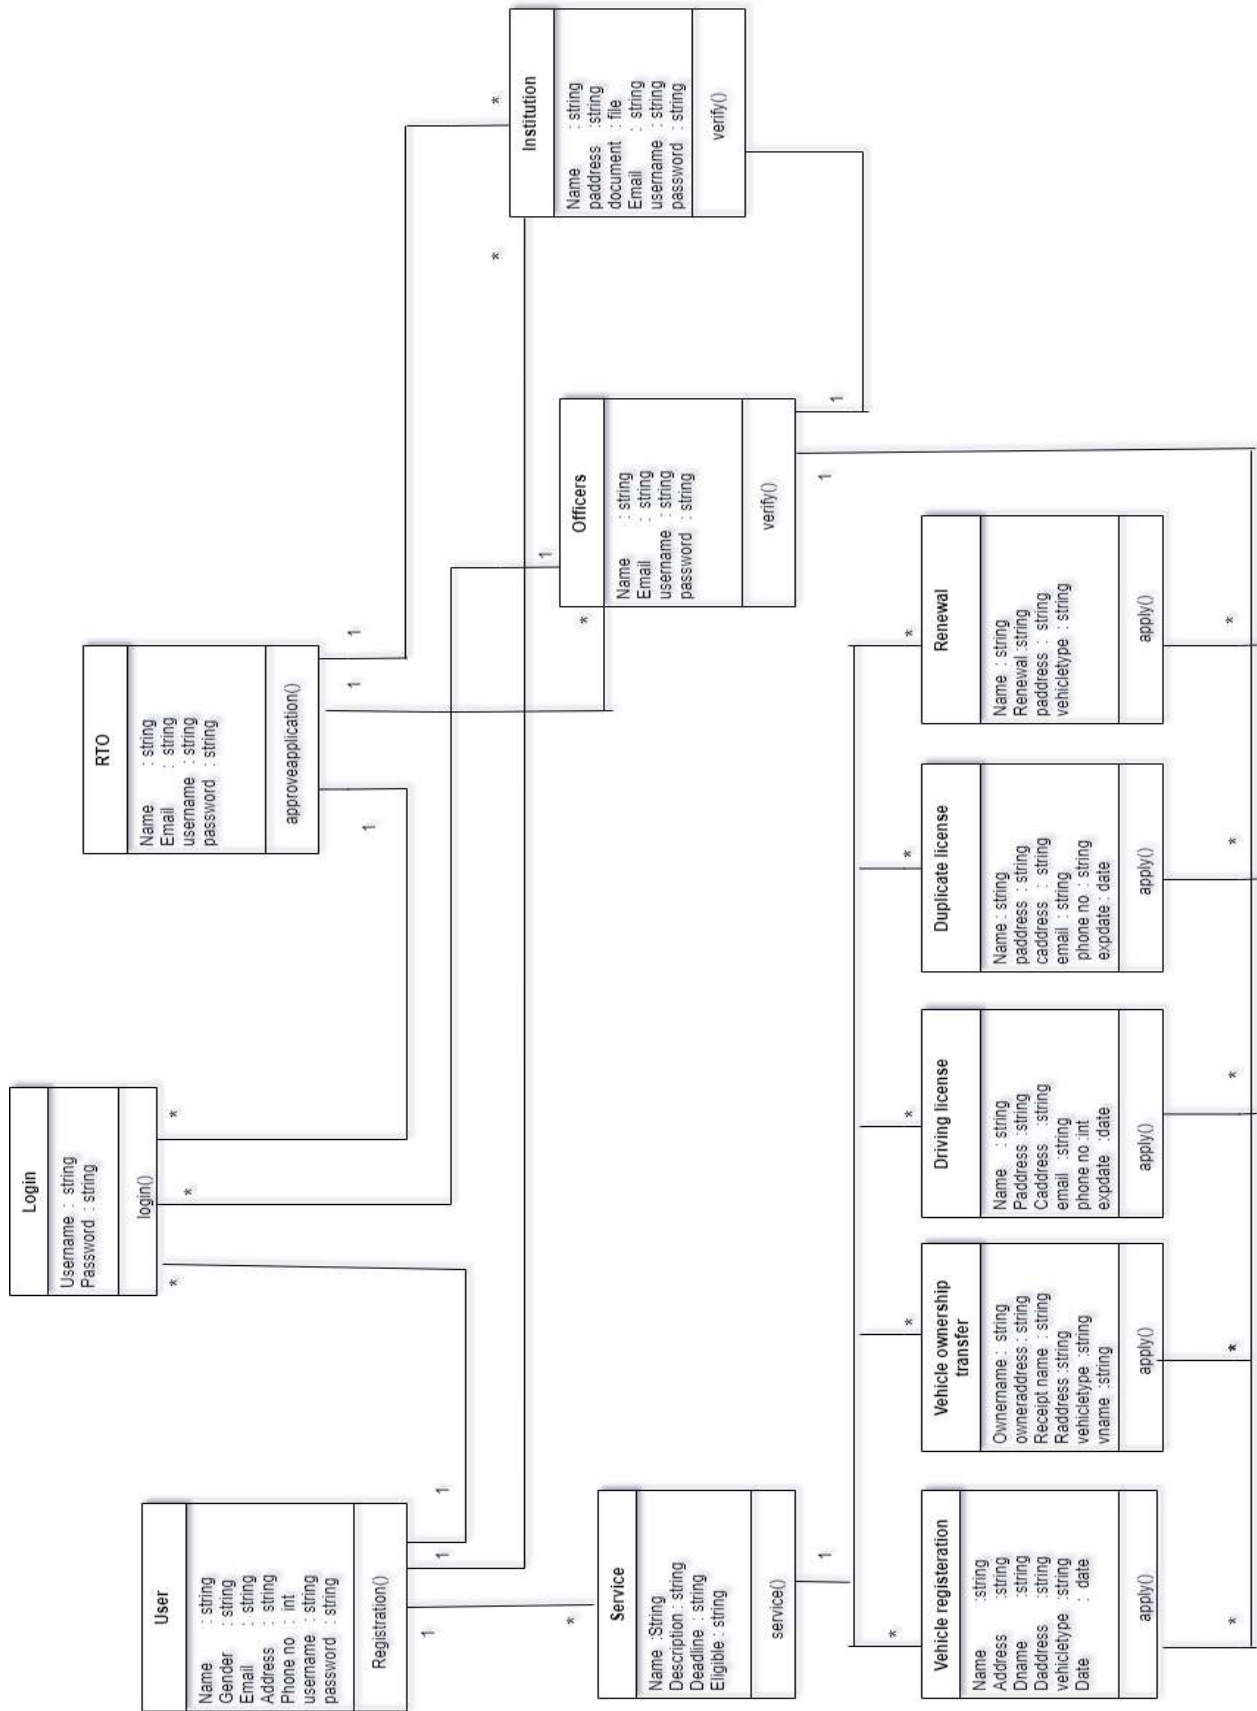 Login
Username : string
Password : string
login()
*
*
*
User
Name : string
Gender : string
Email : string
Address : string
Phone no : int
username : string
password : string
Registration()
1
1
1
RTO
Name : string
Email : string
username : string
password : string
approveapplication()
1
1
1
Institution
Name : string
paddress :string
document : file
Email : string
username : string
password : string
verify()
*
*
Officers
Name : string
Email : string
username : string
password : string
verify()
1
*
1
1
Service
Name :String
Description : string
Deadline : string
Eligible : string
service()
*
1
Vehicle registeration
Name :string
Address :string
Dname :string
Daddress :string
vehicletype :string
Date : date
apply()
*
*
Vehicle ownership
transfer
Ownername : string
owneraddress : string
Receipt name : string
Raddress :string
vehicletype :string
vname :string
apply()
*
*
Driving license
Name : string
Paddress :string
Caddress :string
email :string
phone no :int
expdate :date
apply()
*
*
Duplicate license
Name : string
paddress : string
caddress : string
email : string
phone no : string
expdate : date
apply()
*
*
Renewal
Name : string
Renewal :string
paddress : string
vehicletype : string
apply()
*
*